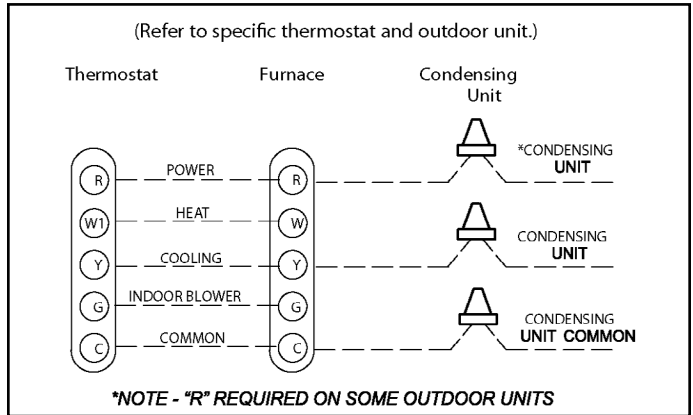 (Refer to specific thermostat and outdoor unit.)
Thermostat
Furnace
Condensing
Unit
R
POWER
R
*CONDENSING
UNIT
W1
HEAT
W
Y
COOLING
Y
CONDENSING
UNIT
G
INDOOR BLOWER
G
C
COMMON
C
CONDENSING
UNIT COMMON
*NOTE - "R" REQUIRED ON SOME OUTDOOR UNITS